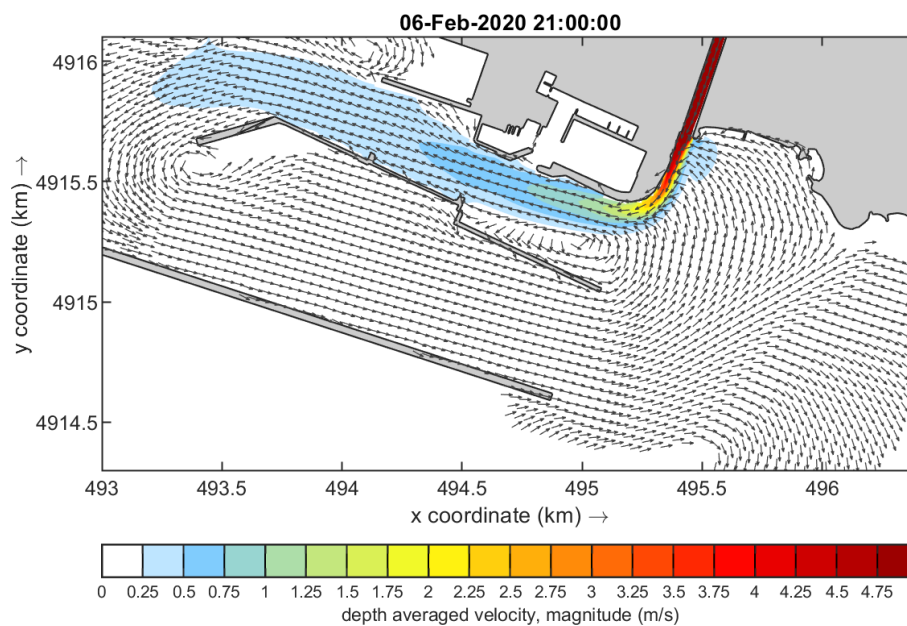 06-Feb-2020 21:00:00
4916
4915.5
4915
4914.5
y coordinate (km) →
493 493.5 494 494.5 495 495.5 496
x coordinate (km) →
0 0.25 0.5 0.75 1 1.25 1.5 1.75 2 2.25 2.5 2.75 3 3.25 3.5 3.75 4 4.25 4.5 4.75
depth averaged velocity, magnitude (m/s)